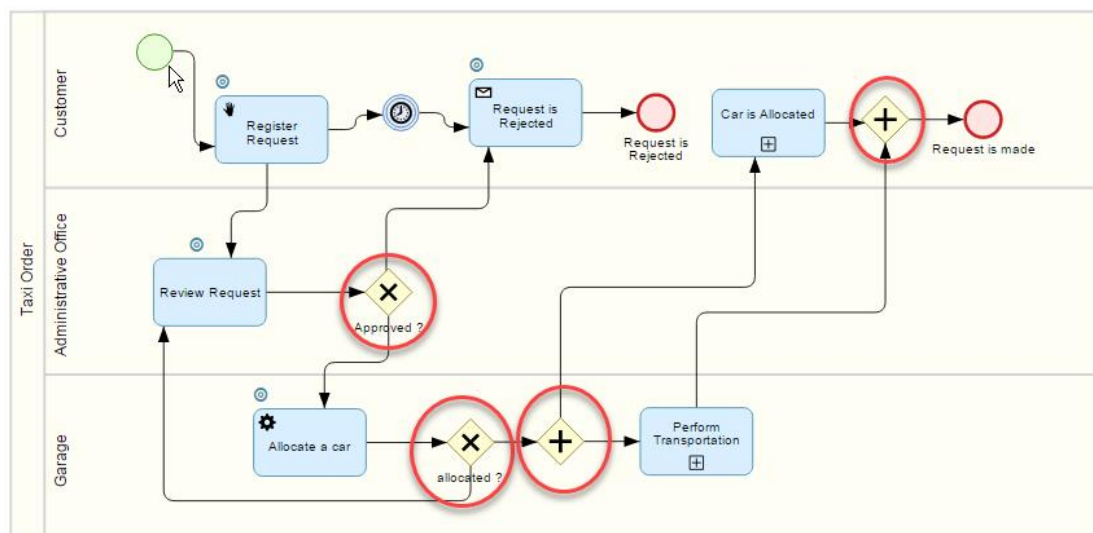 Taxi Order
Customer
Register
Request
Request is
Rejected
Request is
Rejected
Car is Allocated
Request is made
Administrative Office
Review Request
Approved ?
Garage
Allocate a car
allocated ?
Perform
Transportation